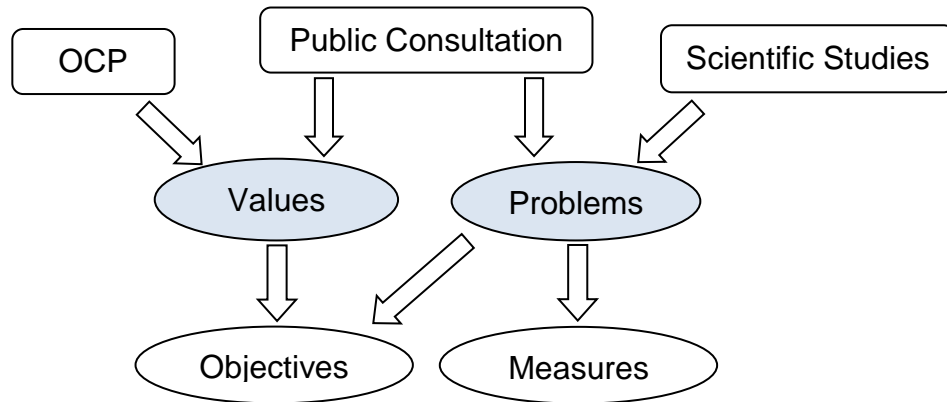 OCP
Public Consultation
Scientific Studies
Values
Problems
Objectives
Measures